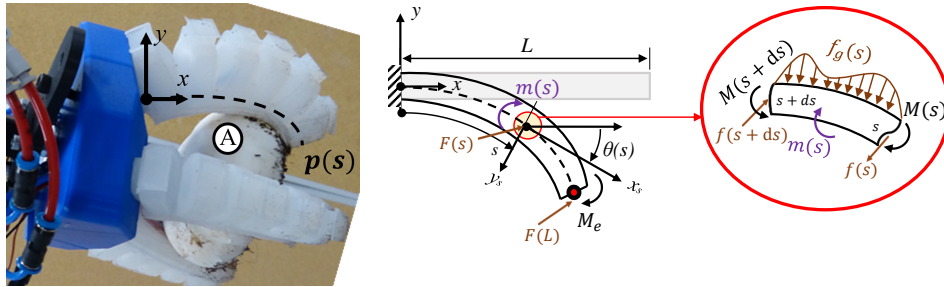 y
x
A
p(s)
y
L
x
m(s)
F(s)
s
θ(s)
y_s
x_s
F(L)
M_e
f_g(s)
M(s + ds)
M(s)
s + ds
s
f(s + ds)
m(s)
f(s)